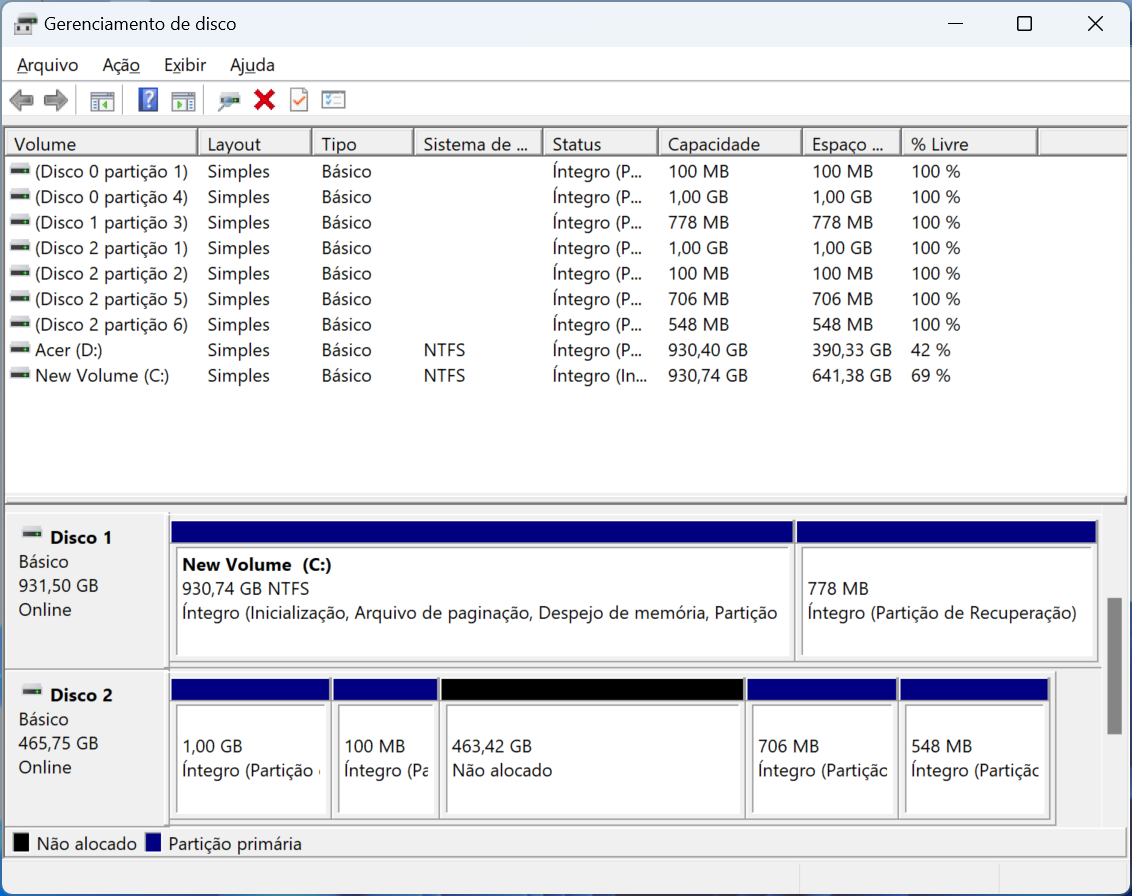 Gerenciamento de disco
Arquivo Ação Exibir Ajuda
Volume Layout Tipo Sistema de ... Status Capacidade Espaço ... % Livre
(Disco 0 partição 1) Simples Básico Íntegro (P... 100 MB 100 MB 100 %
(Disco 0 partição 4) Simples Básico Íntegro (P... 1,00 GB 1,00 GB 100 %
(Disco 1 partição 3) Simples Básico Íntegro (P... 778 MB 778 MB 100 %
(Disco 2 partição 1) Simples Básico Íntegro (P... 1,00 GB 1,00 GB 100 %
(Disco 2 partição 2) Simples Básico Íntegro (P... 100 MB 100 MB 100 %
(Disco 2 partição 5) Simples Básico Íntegro (P... 706 MB 706 MB 100 %
(Disco 2 partição 6) Simples Básico Íntegro (P... 548 MB 548 MB 100 %
Acer (D:) Simples Básico NTFS Íntegro (P... 930,40 GB 390,33 GB 42 %
New Volume (C:) Simples Básico NTFS Íntegro (In... 930,74 GB 641,38 GB 69 %
Disco 1
Básico
931,50 GB
Online
New Volume (C:)
930,74 GB NTFS
Íntegro (Inicialização, Arquivo de paginação, Despejo de memória, Partição
778 MB
Íntegro (Partição de Recuperação)
Disco 2
Básico
465,75 GB
Online
1,00 GB
Íntegro (Partição
100 MB
Íntegro (Pa
463,42 GB
Não alocado
706 MB
Íntegro (Partiçãc
548 MB
Íntegro (Partiçãc
Não alocado Partição primária